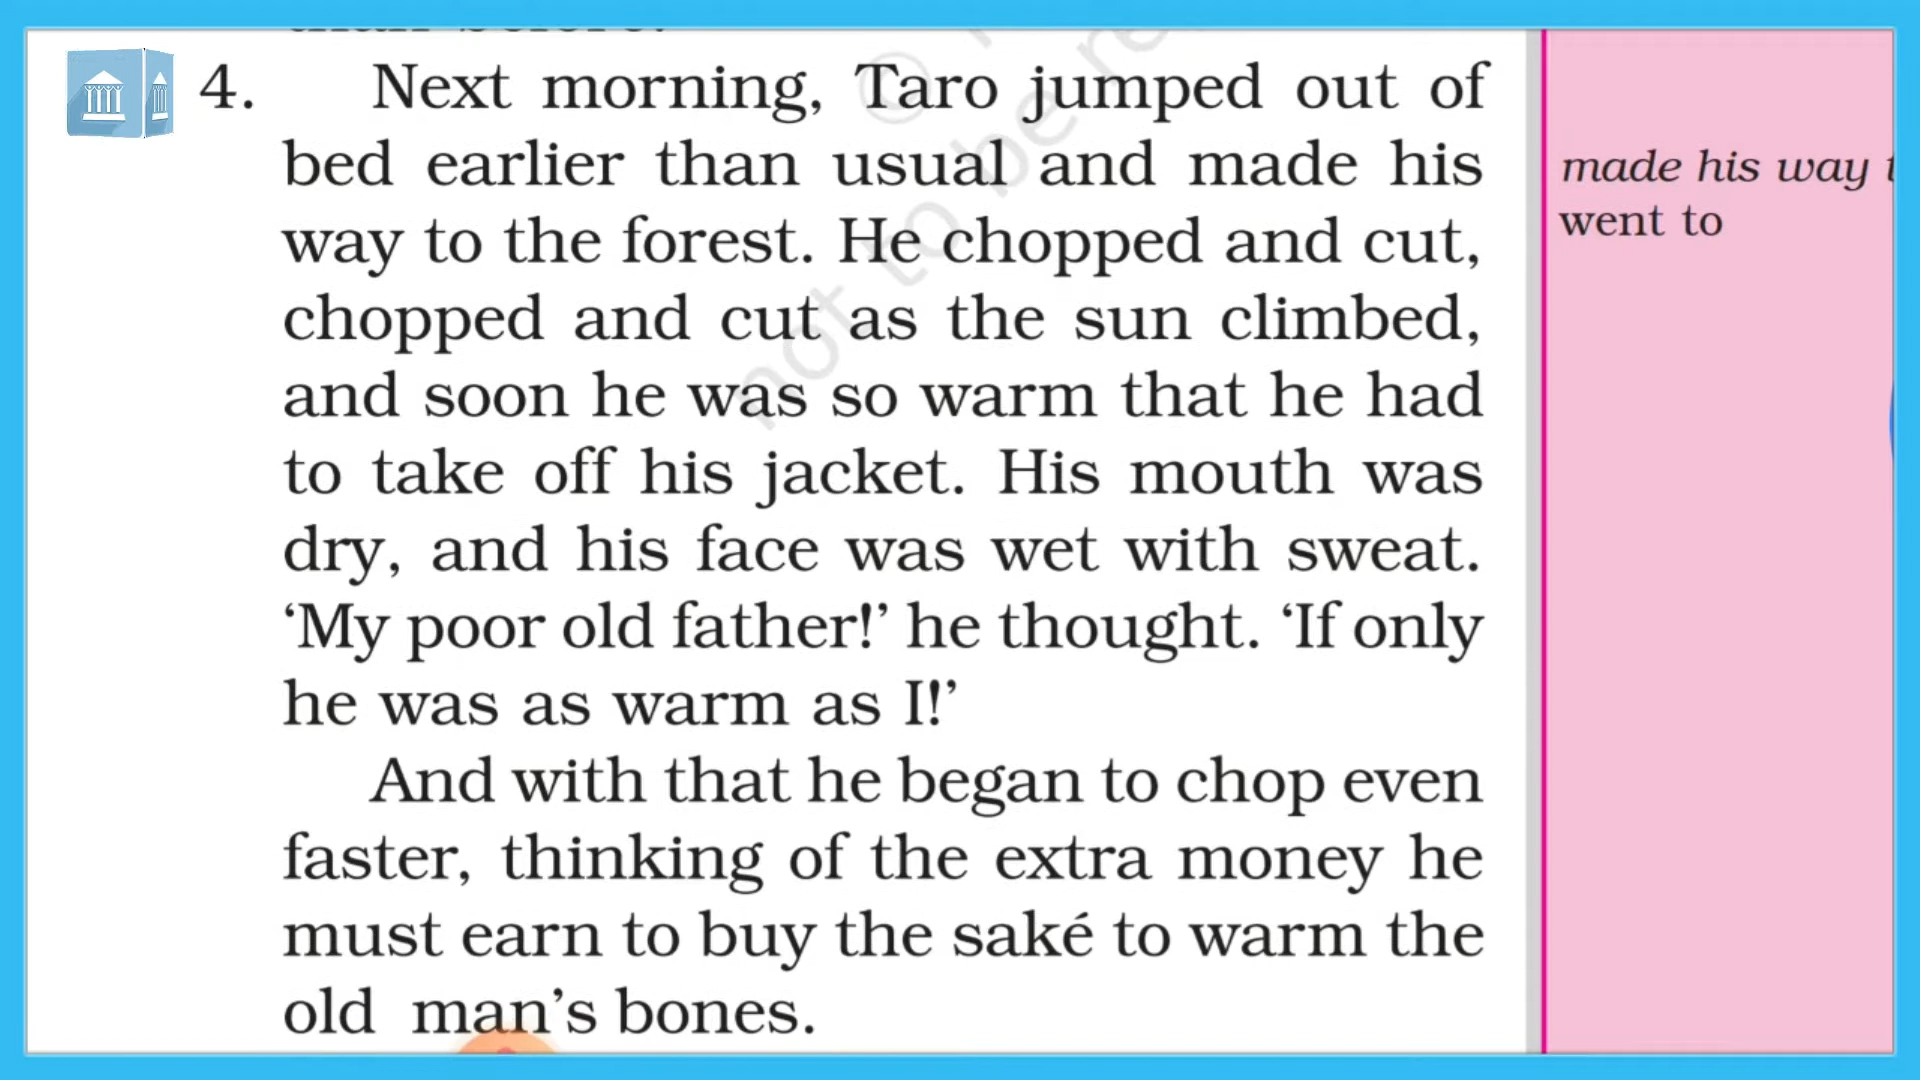 4. Next morning, Taro jumped out of
bed earlier than usual and made his
way to the forest. He chopped and cut,
chopped and cut as the sun climbed,
and soon he was so warm that he had
to take off his jacket. His mouth was
dry, and his face was wet with sweat.
‘My poor old father!’ he thought. ‘If only
he was as warm as I!’
And with that he began to chop even
faster, thinking of the extra money he
must earn to buy the saké to warm the
old man’s bones.
made his way
went to
not to be re